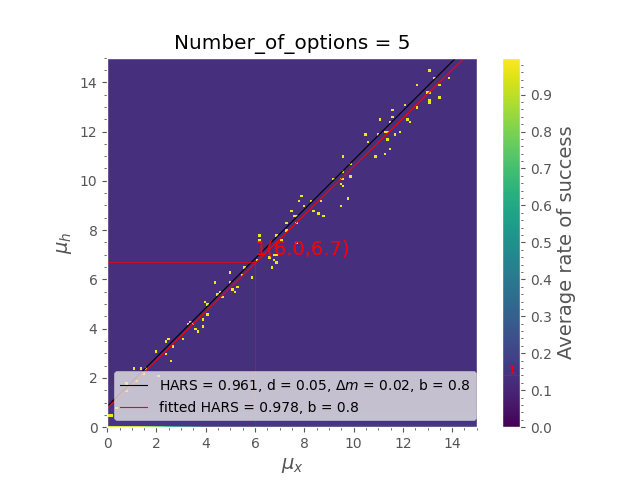 Number_of_options = 5
14
12
10
8
6
4
2
0
μh
(6.0,6.7)
HARS = 0.961, d = 0.05, Δm = 0.02, b = 0.8
fitted HARS = 0.978, b = 0.8
0 2 4 6 8 10 12 14
μx
0.9
0.8
0.7
0.6
0.5
0.4
0.3
0.2
0.1
0.0
Average rate of success